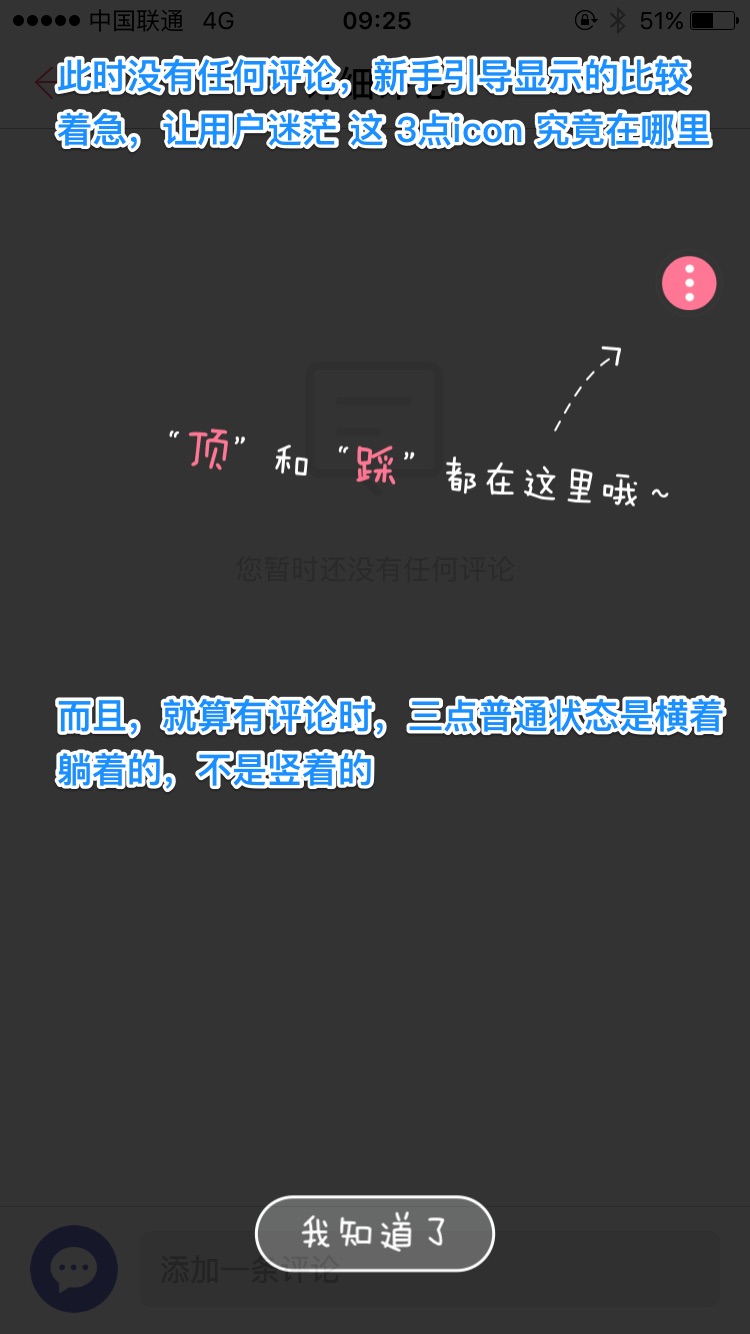 中国联通 4G 09:25 51%
此时没有任何评论，新手引导显示的比较
着急，让用户迷茫 这 3点icon 究竟在哪里
“顶” 和 “踩” 都在这里哦~
您暂时还没有任何评论
而且，就算有评论时，三点普通状态是横着
躺着的，不是竖着的
我知道了
添加一条评论